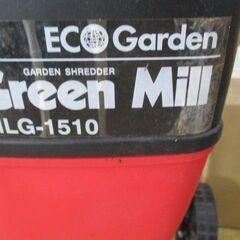 ECO Garden
GARDEN SHREDDER
Green Mill
LG-1510